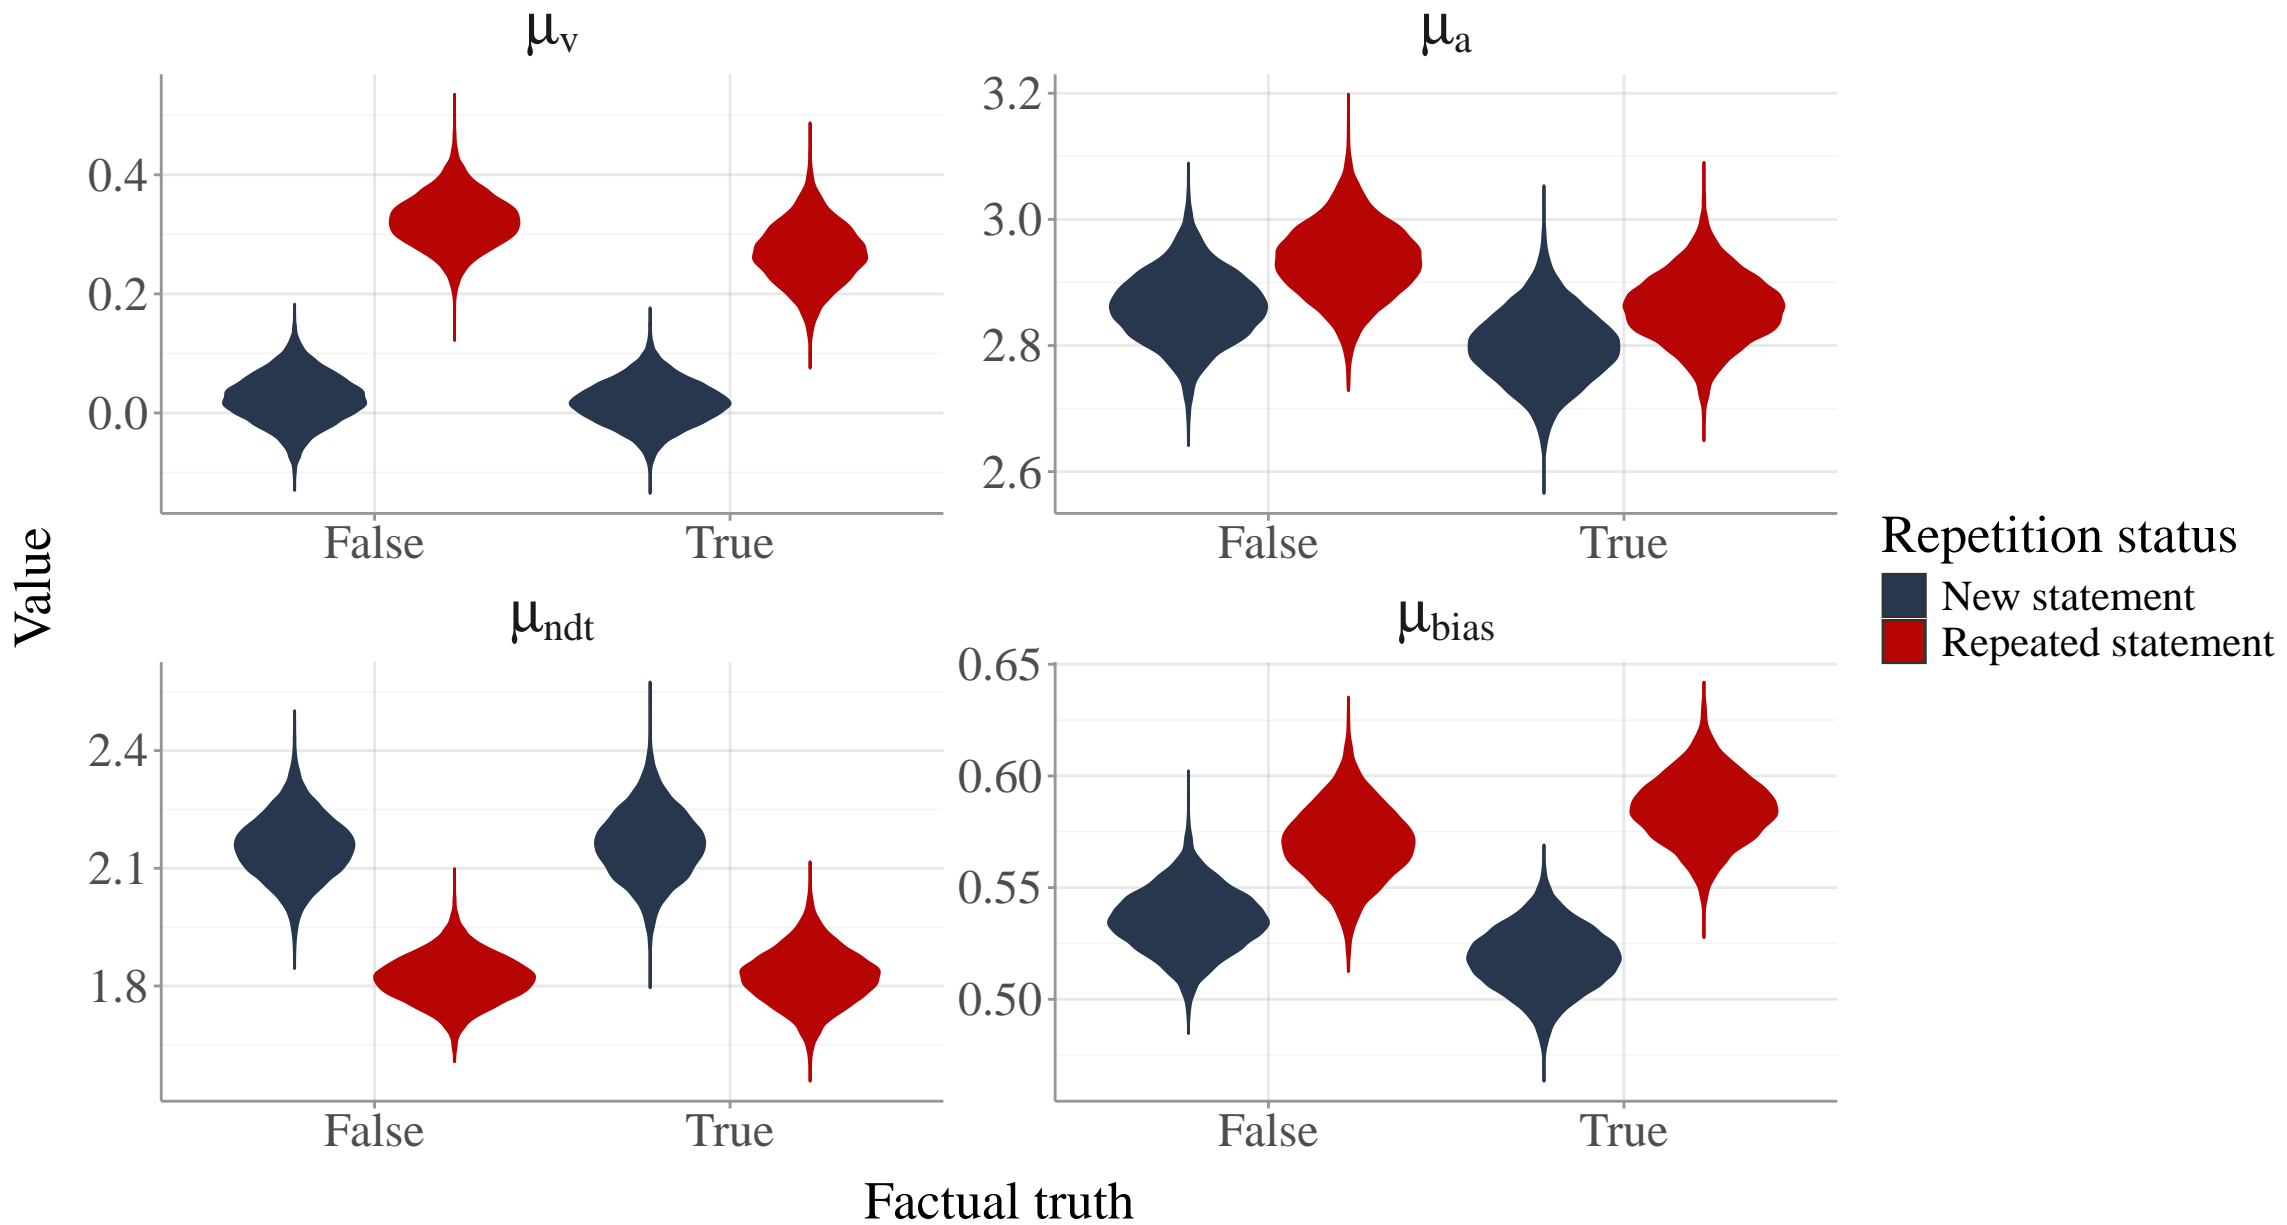 μv
μa
0.4
0.2
0.0
False
True
3.2
3.0
2.8
2.6
False
True
Value
μndt
μbias
2.4
2.1
1.8
False
True
0.65
0.60
0.55
0.50
False
True
Factual truth
Repetition status
New statement
Repeated statement